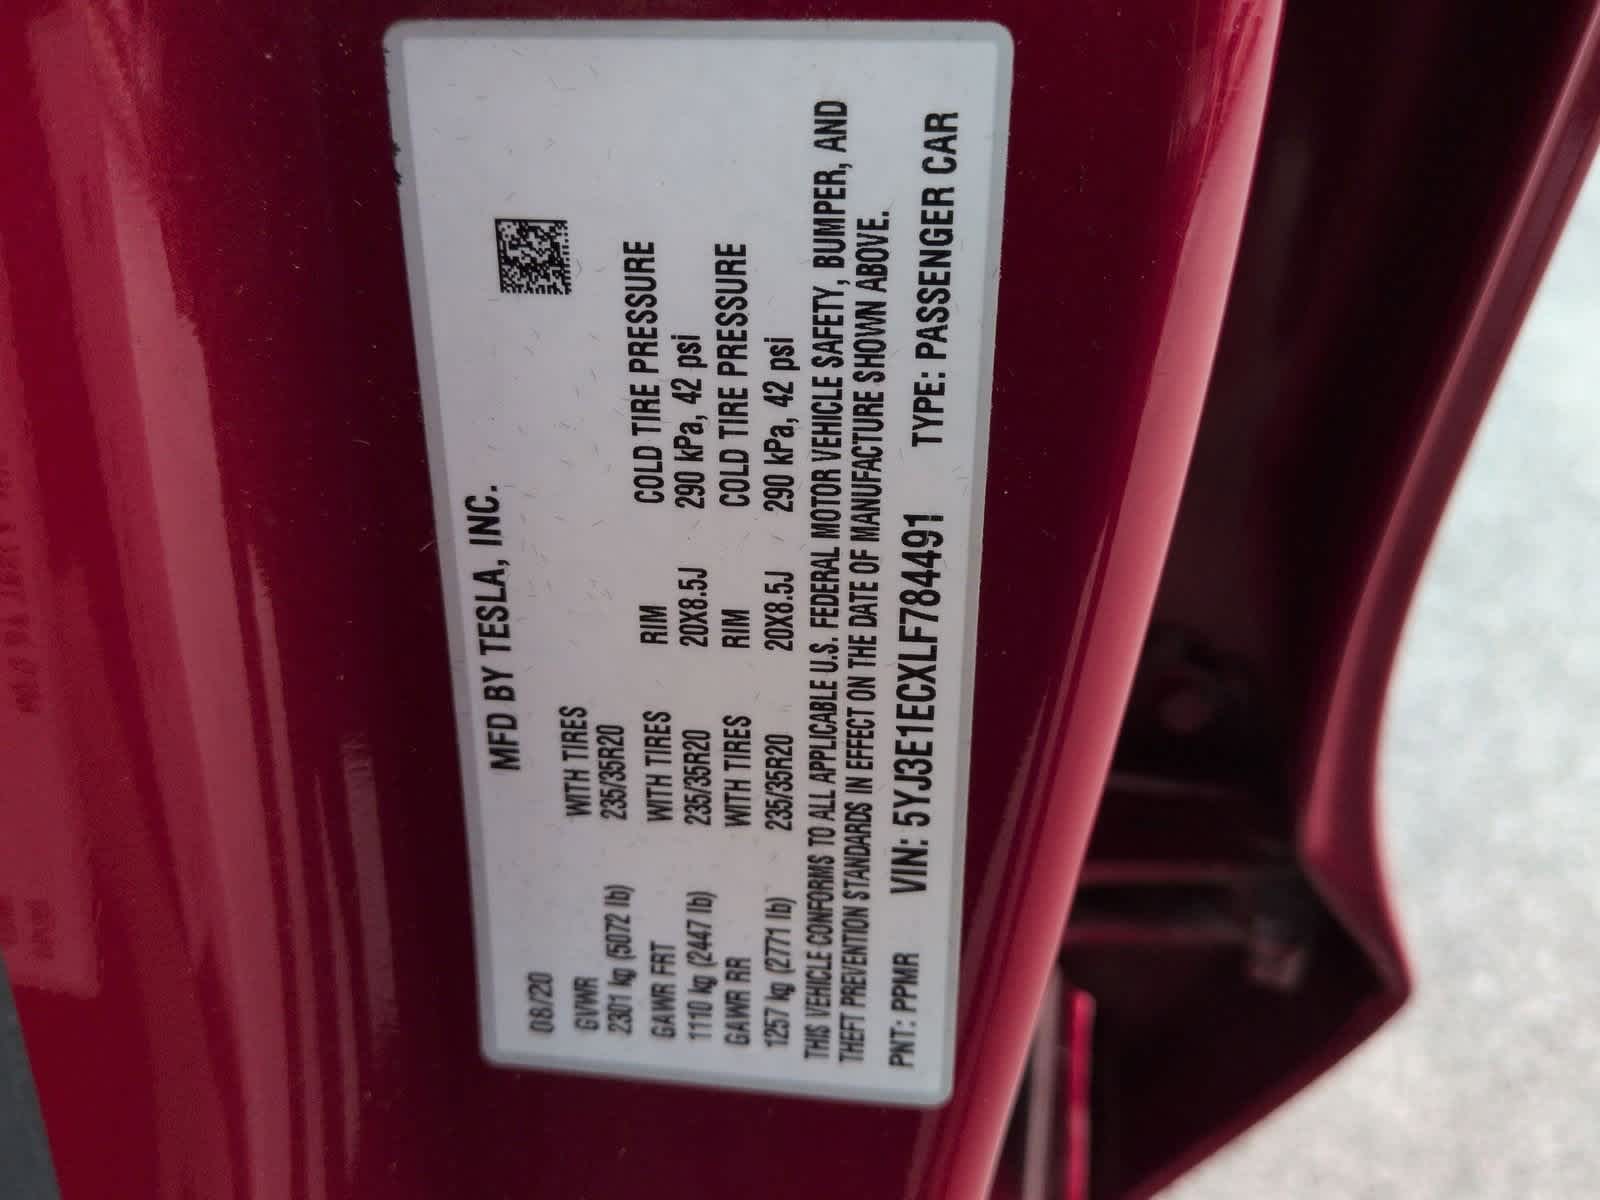 MFD BY TESLA, INC.
08/20
GVWR WITH TIRES
2301 kg (5072 lb) 235/35R20
GAWR FRT WITH TIRES RIM COLD TIRE PRESSURE
1110 kg (2447 lb) 235/35R20 20X8.5J 290 kPa, 42 psi
GAWR RR WITH TIRES RIM COLD TIRE PRESSURE
1257 kg (2771 lb) 235/35R20 20X8.5J 290 kPa, 42 psi
THIS VEHICLE CONFORMS TO ALL APPLICABLE U.S. FEDERAL MOTOR VEHICLE SAFETY, BUMPER, AND
THEFT PREVENTION STANDARDS IN EFFECT ON THE DATE OF MANUFACTURE SHOWN ABOVE.
PNT: PPMR VIN: 5YJ3E1ECXLF784491 TYPE: PASSENGER CAR